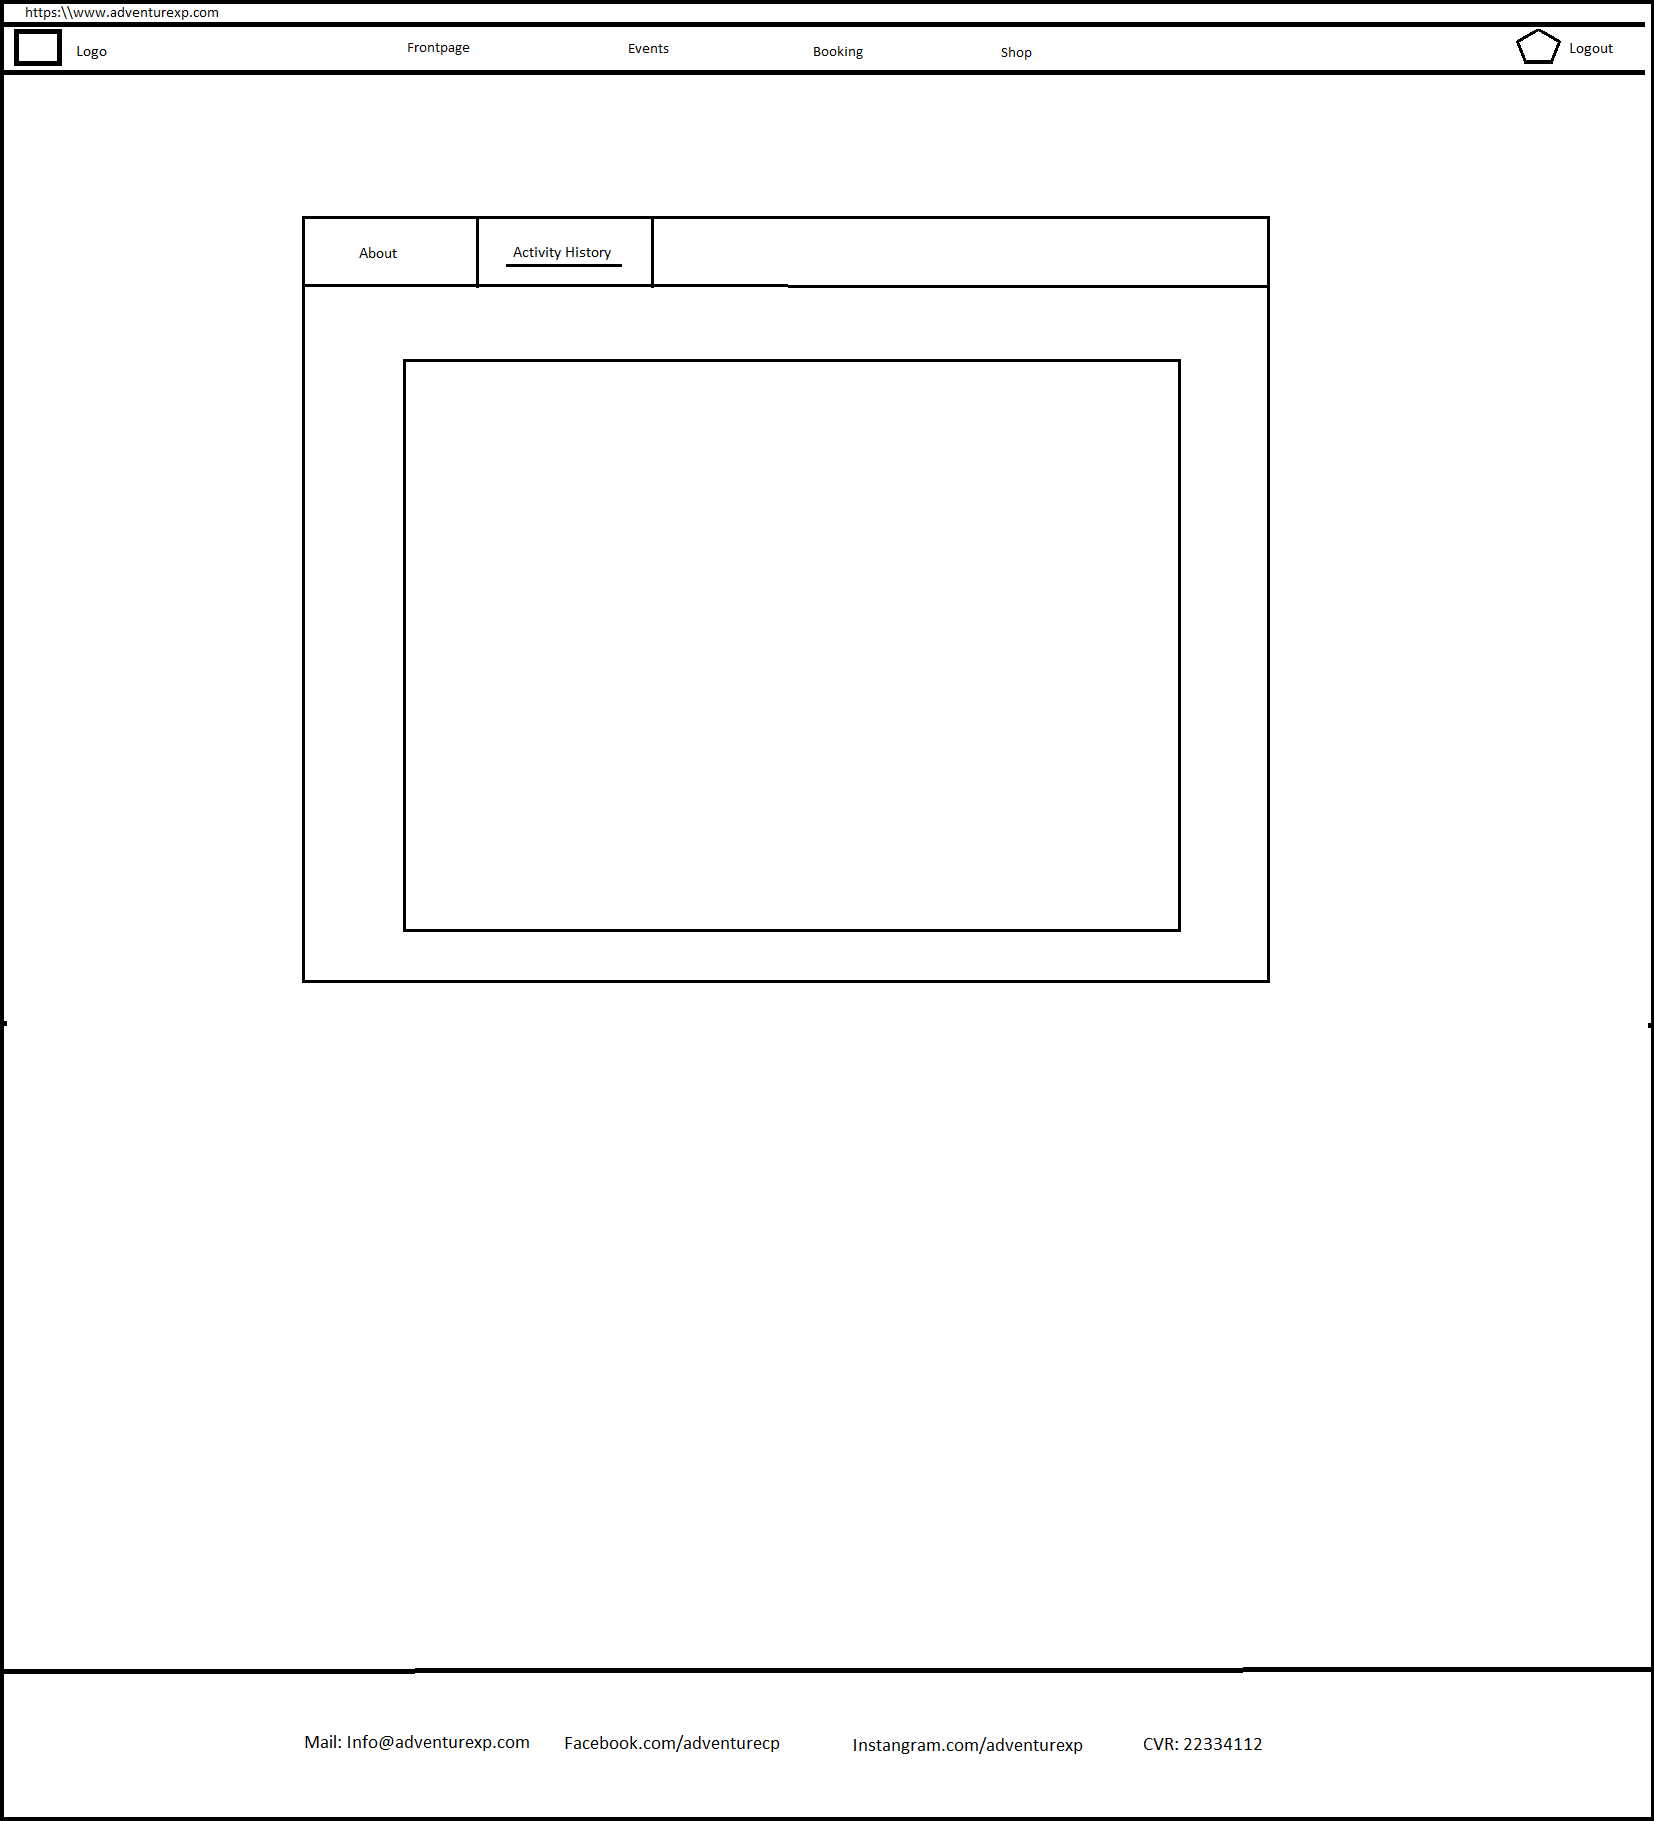 https:\\www.adventurexp.com
Logo
Frontpage
Events
Booking
Shop
Logout
About
Activity History
Mail: Info@adventurexp.com
Facebook.com/adventurecp
Instangram.com/adventurexp
CVR: 22334112